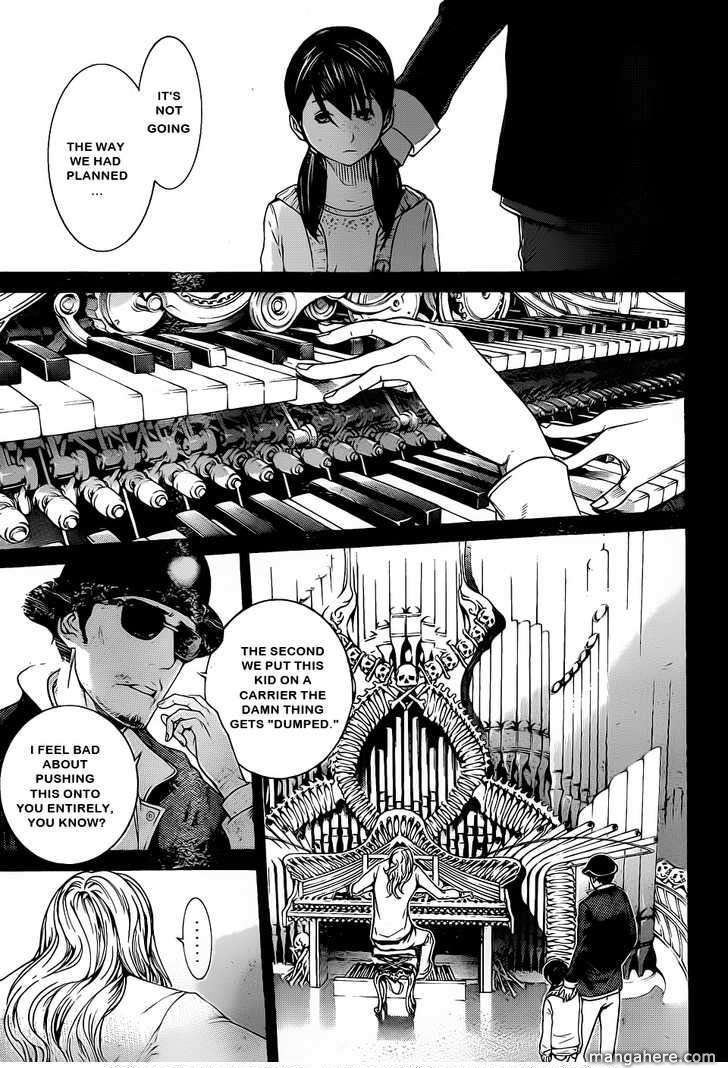 IT'S
NOT
GOING
THE WAY
WE HAD
PLANNED
...
THE SECOND
WE PUT THIS
KID ON A
CARRIER THE
DAMN THING
GETS "DUMPED."
I FEEL BAD
ABOUT
PUSHING
THIS ONTO
YOU ENTIRELY,
YOU KNOW?
......
mangahere.com